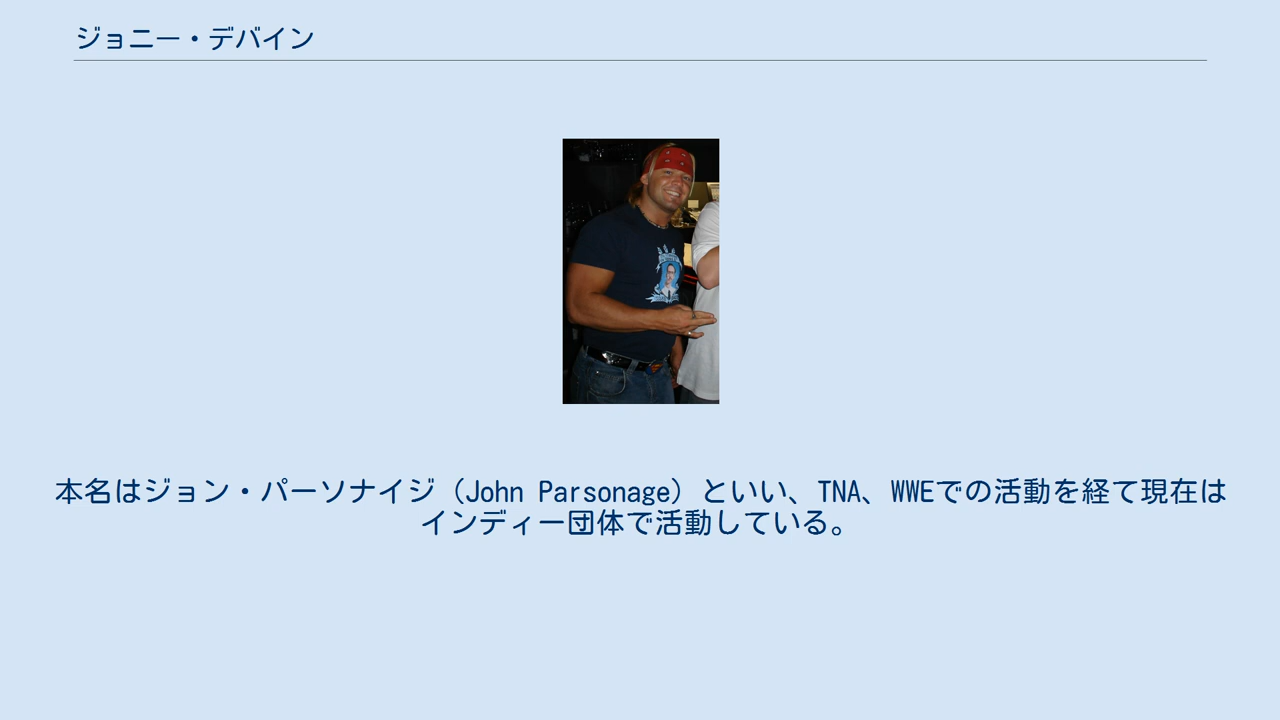 ジョニー・デバイン
本名はジョン・パーソナイジ（John Parsonage）といい、TNA、WWEでの活動を経て現在は
インディー団体で活動している。